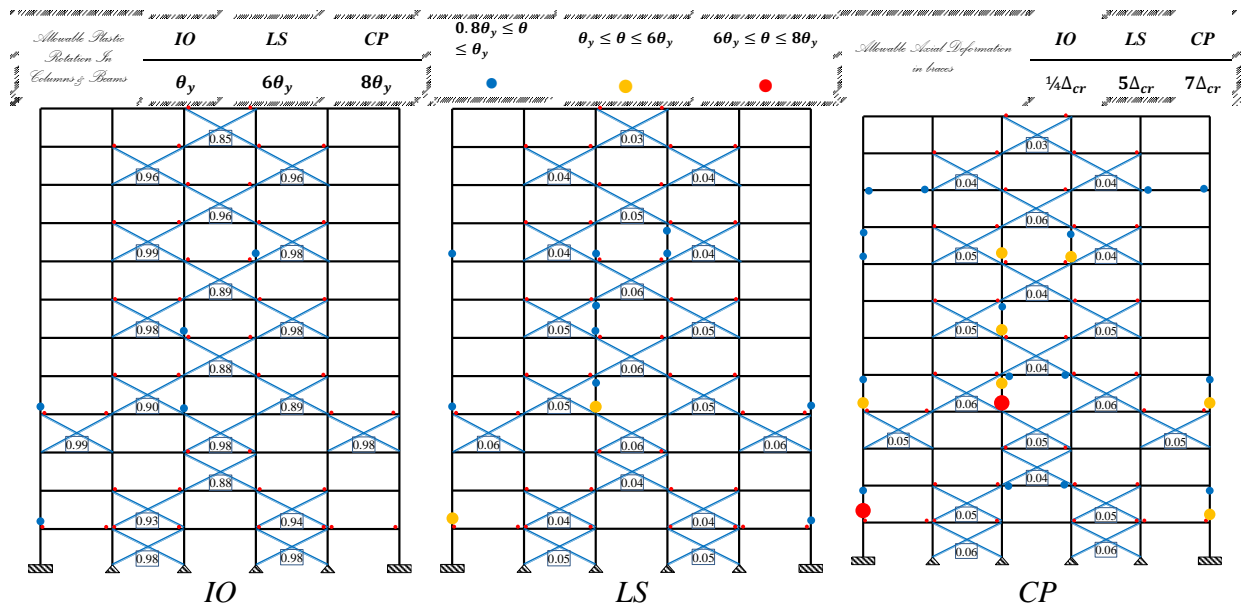 Allowable Plastic
Rotation In
Columns & Beams
IO LS CP
θy 6θy 8θy
0.8θy ≤ θ
≤ θy
θy ≤ θ ≤ 6θy
6θy ≤ θ ≤ 8θy
Allowable Axial Deformation
in braces
IO LS CP
¼Δcr 5Δcr 7Δcr
0.85
0.96 0.96
0.96
0.99 0.98
0.89
0.98 0.98
0.88
0.90 0.89
0.99 0.98 0.98
0.88
0.93 0.94
0.98 0.98
IO
0.03
0.04 0.04
0.05
0.04 0.04
0.06
0.05 0.05
0.06
0.05 0.05
0.06 0.06 0.06
0.04
0.04 0.04
0.05 0.05
LS
0.03
0.04 0.04
0.06
0.05 0.04
0.04
0.05 0.05
0.04
0.06 0.06
0.05 0.05 0.05
0.04
0.05 0.05
0.06 0.06
CP